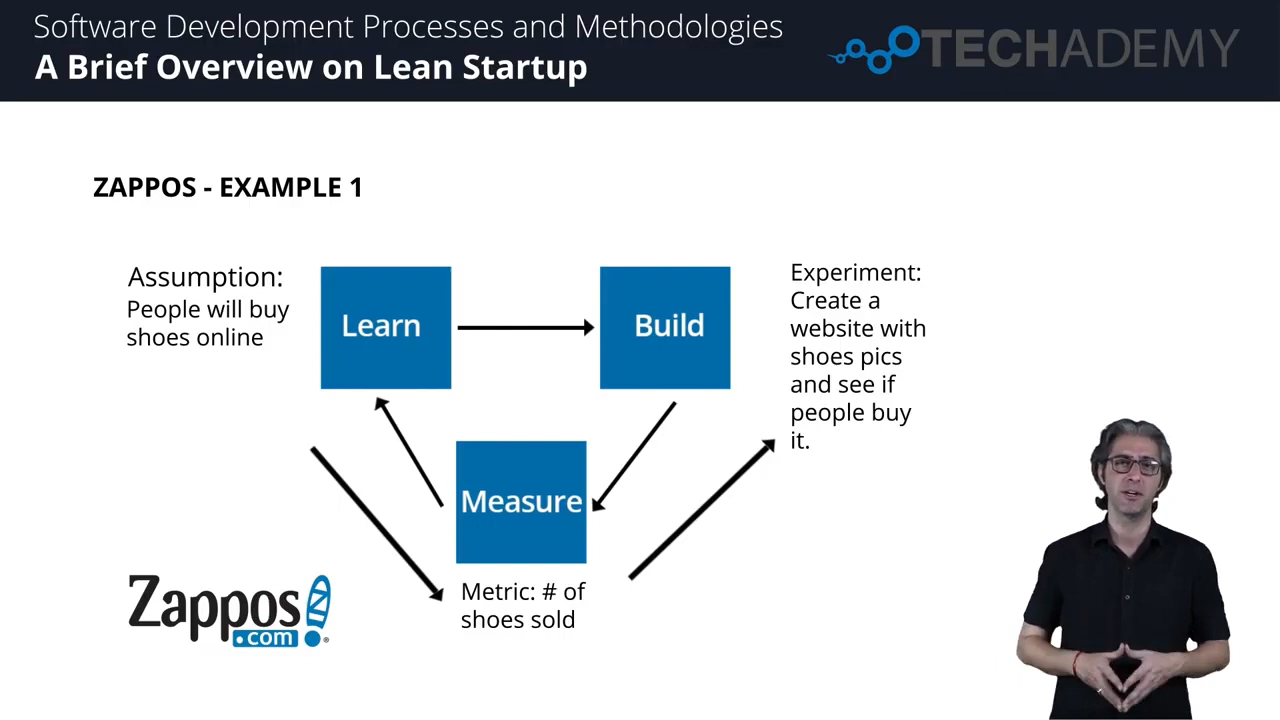 Software Development Processes and Methodologies
A Brief Overview on Lean Startup
TECHADEMY
ZAPPOS - EXAMPLE 1
Assumption:
People will buy
shoes online
Learn
Build
Experiment:
Create a
website with
shoes pics
and see if
people buy
it.
Measure
Metric: # of
shoes sold
Zappos
.com